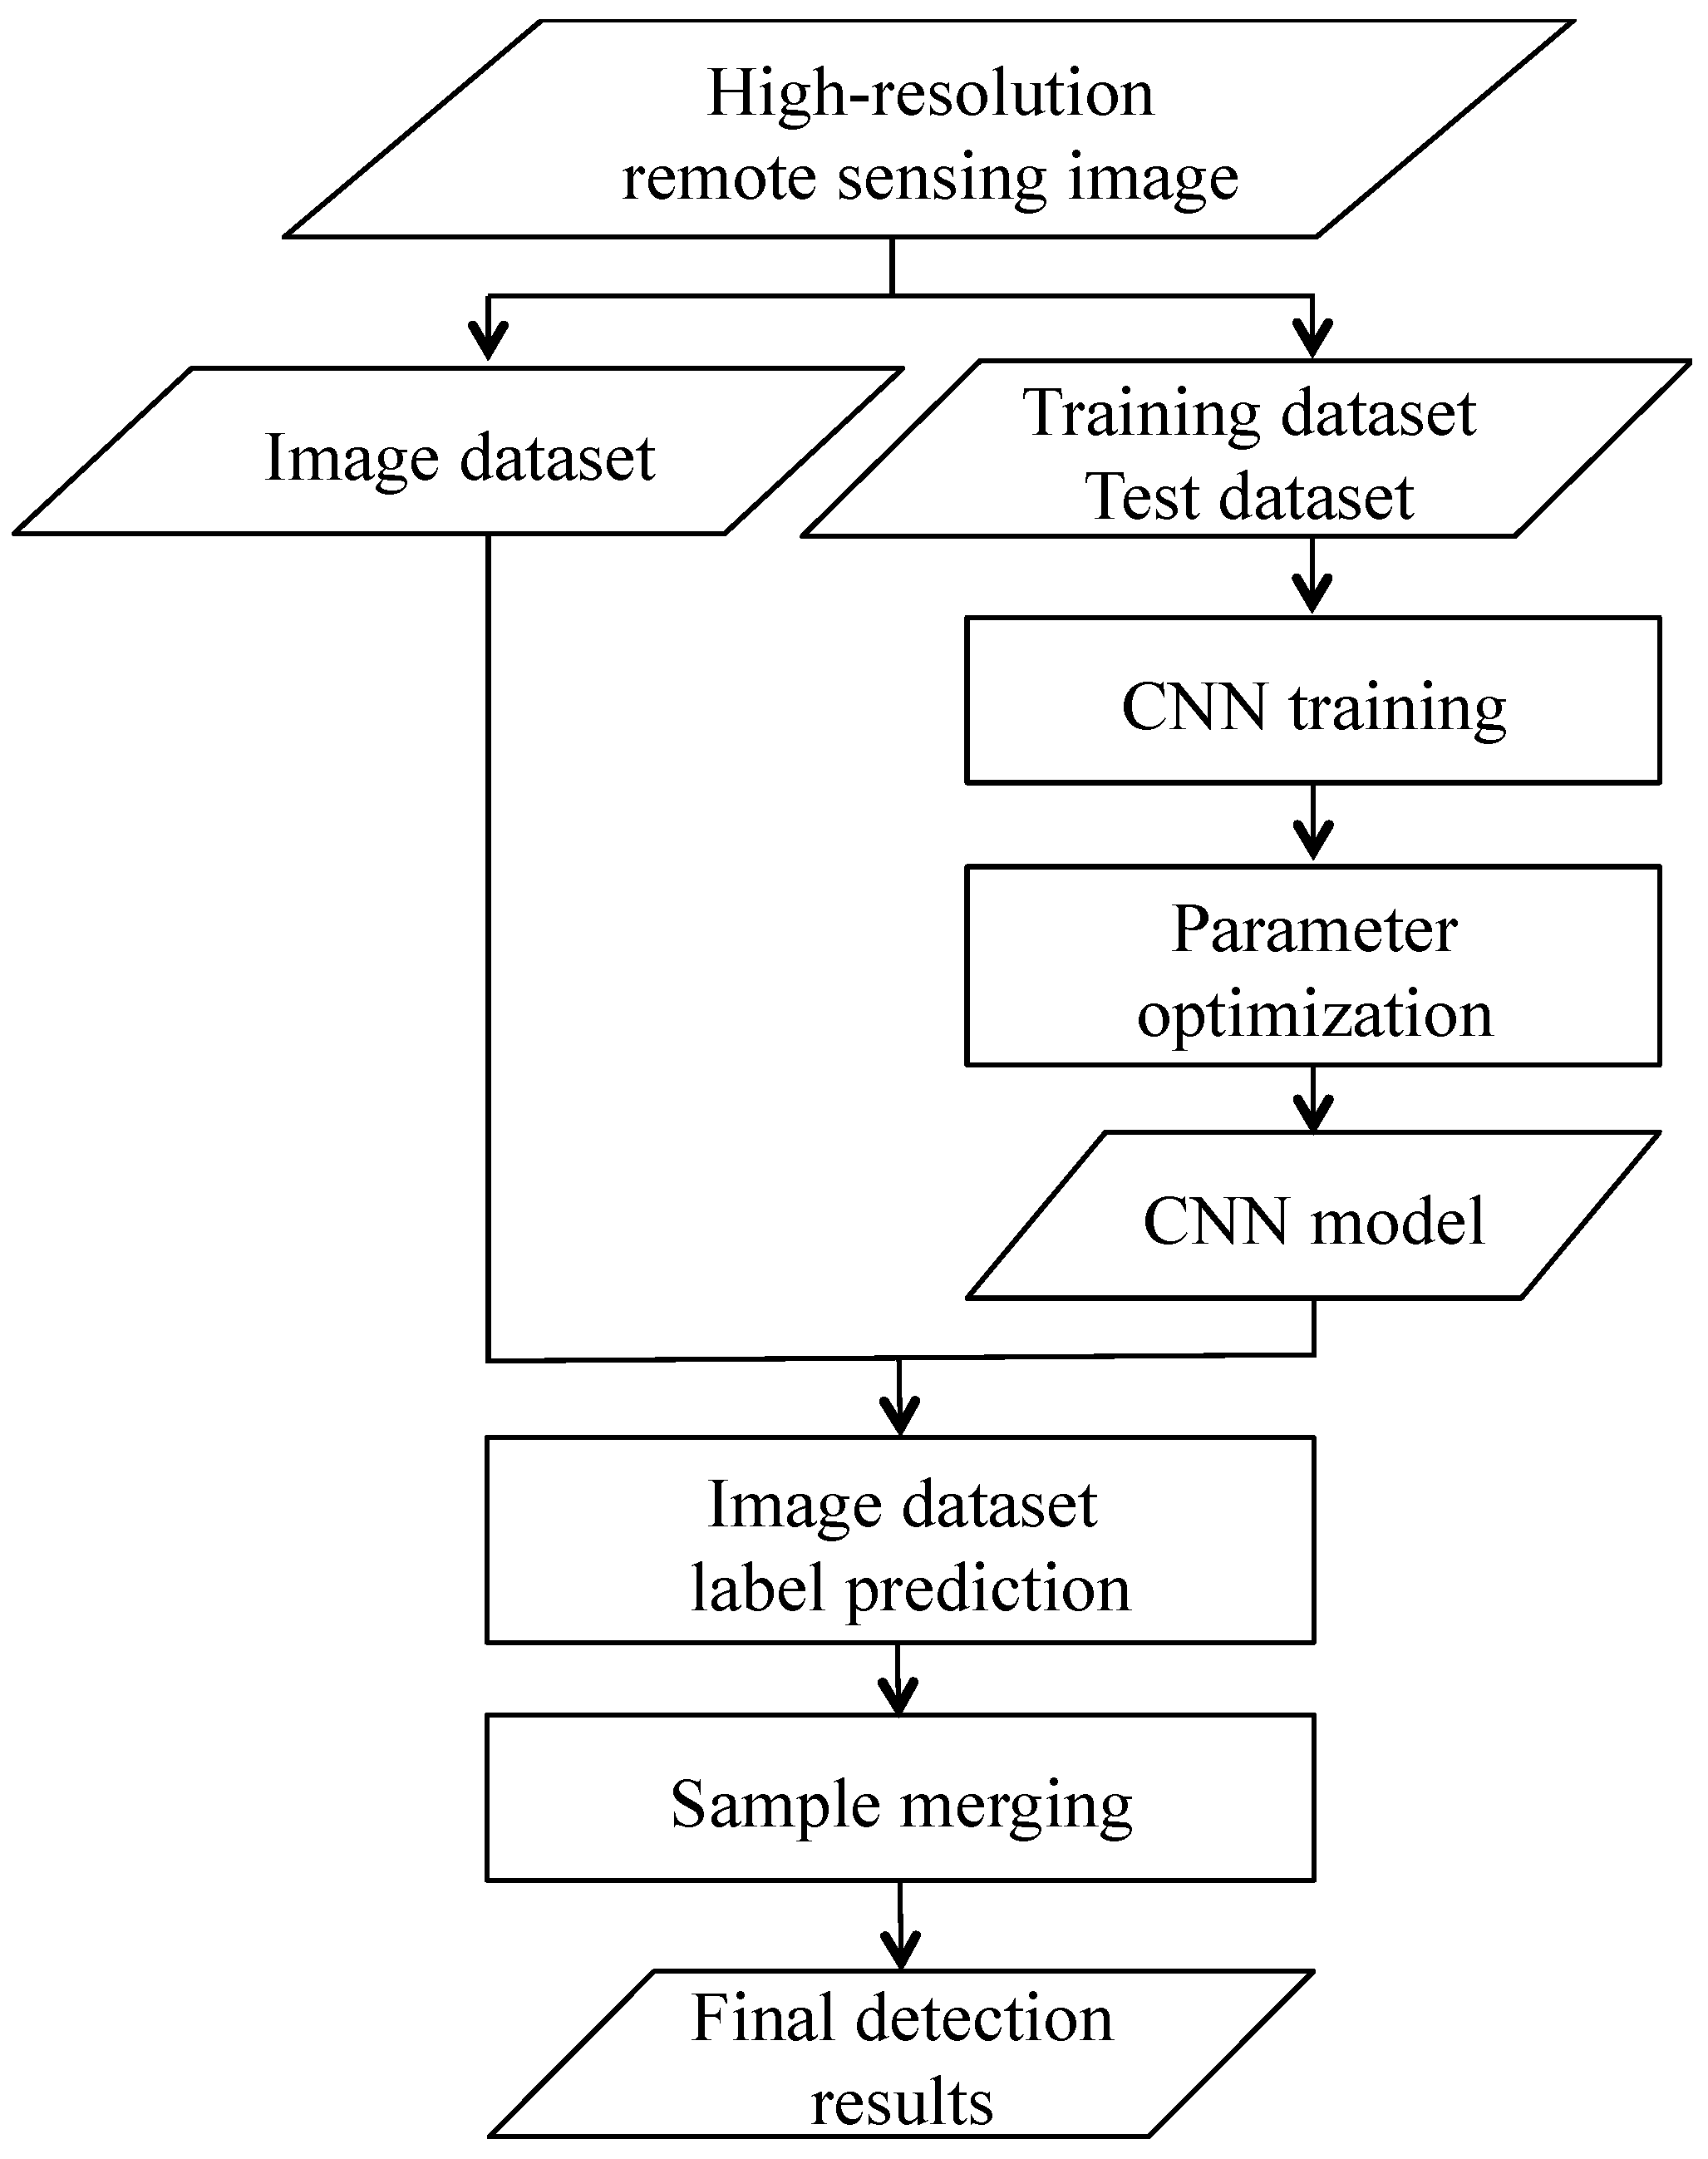 High-resolution
remote sensing image
Image dataset
Training dataset
Test dataset
CNN training
Parameter
optimization
CNN model
Image dataset
label prediction
Sample merging
Final detection
results